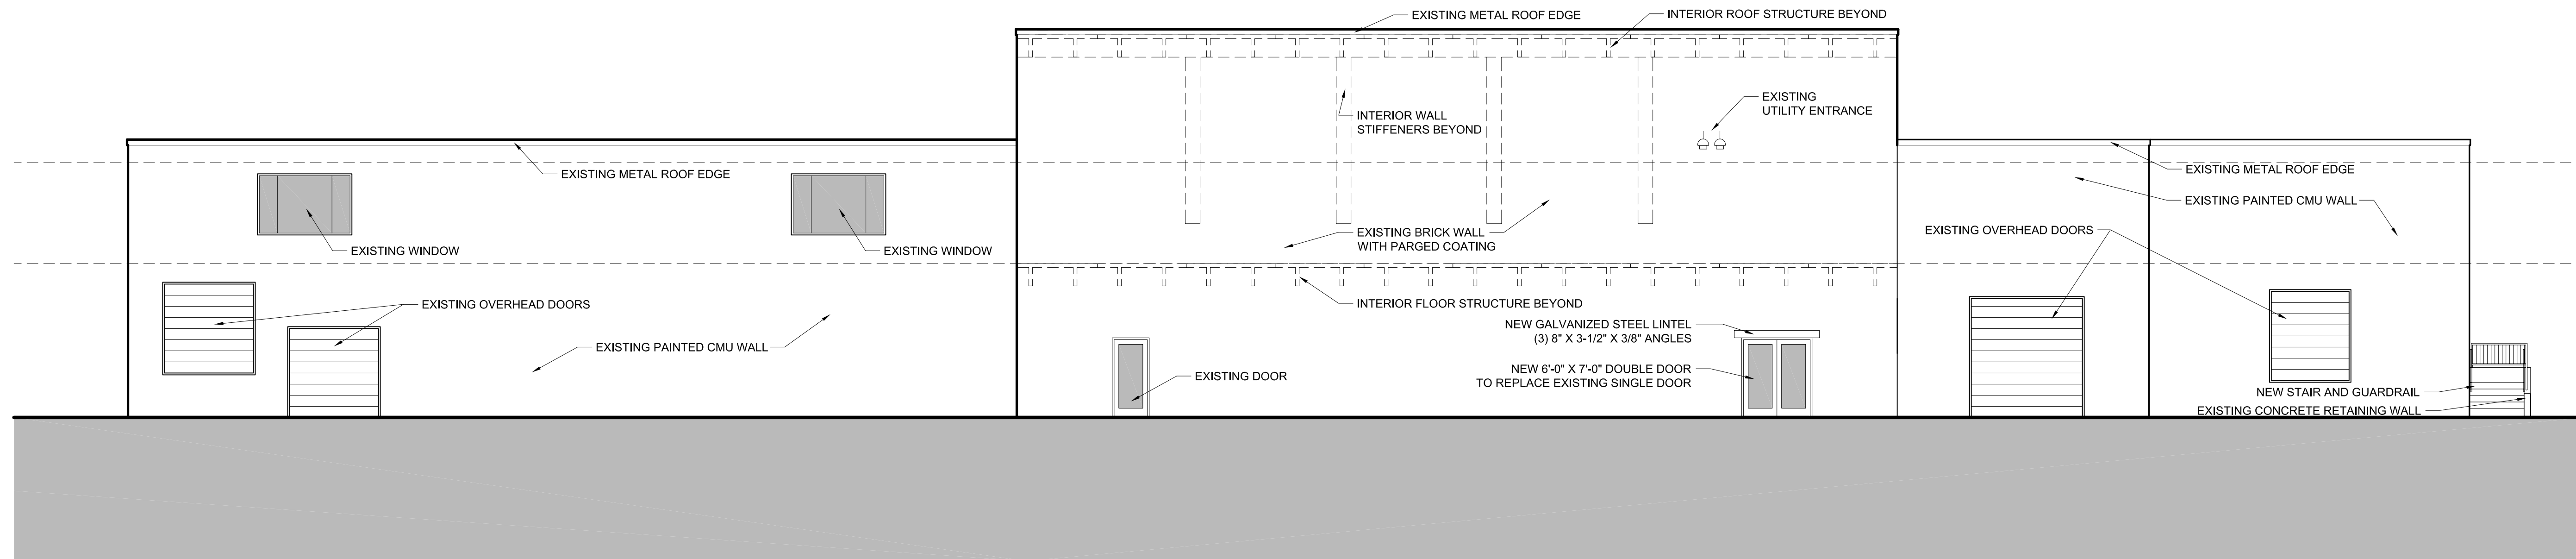 EXISTING METAL ROOF EDGE
INTERIOR ROOF STRUCTURE BEYOND
EXISTING
UTILITY ENTRANCE
INTERIOR WALL
STIFFENERS BEYOND
EXISTING METAL ROOF EDGE
EXISTING METAL ROOF EDGE
EXISTING PAINTED CMU WALL
EXISTING WINDOW
EXISTING WINDOW
EXISTING BRICK WALL
WITH PARGED COATING
EXISTING OVERHEAD DOORS
EXISTING OVERHEAD DOORS
INTERIOR FLOOR STRUCTURE BEYOND
NEW GALVANIZED STEEL LINTEL
(3) 8" X 3-1/2" X 3/8" ANGLES
EXISTING PAINTED CMU WALL
EXISTING DOOR
NEW 6'-0" X 7'-0" DOUBLE DOOR
TO REPLACE EXISTING SINGLE DOOR
NEW STAIR AND GUARDRAIL
EXISTING CONCRETE RETAINING WALL